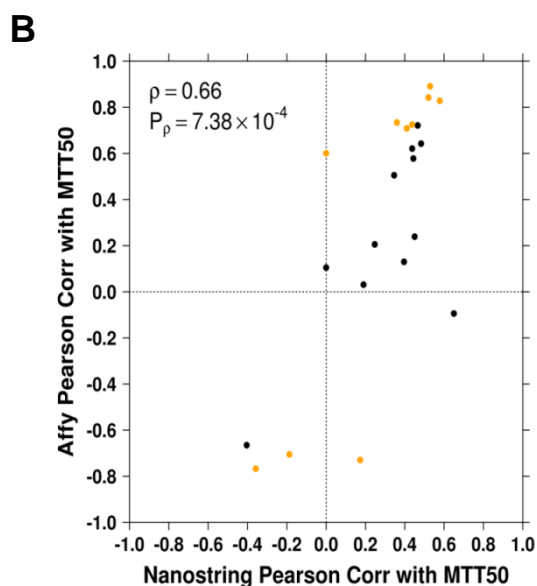 B
ρ = 0.66
Pρ = 7.38 × 10⁻⁴
1.0
0.8
0.6
0.4
0.2
0.0
-0.2
-0.4
-0.6
-0.8
-1.0
Affy Pearson Corr with MTT50
-1.0 -0.8 -0.6 -0.4 -0.2 0.0 0.2 0.4 0.6 0.8 1.0
Nanostring Pearson Corr with MTT50